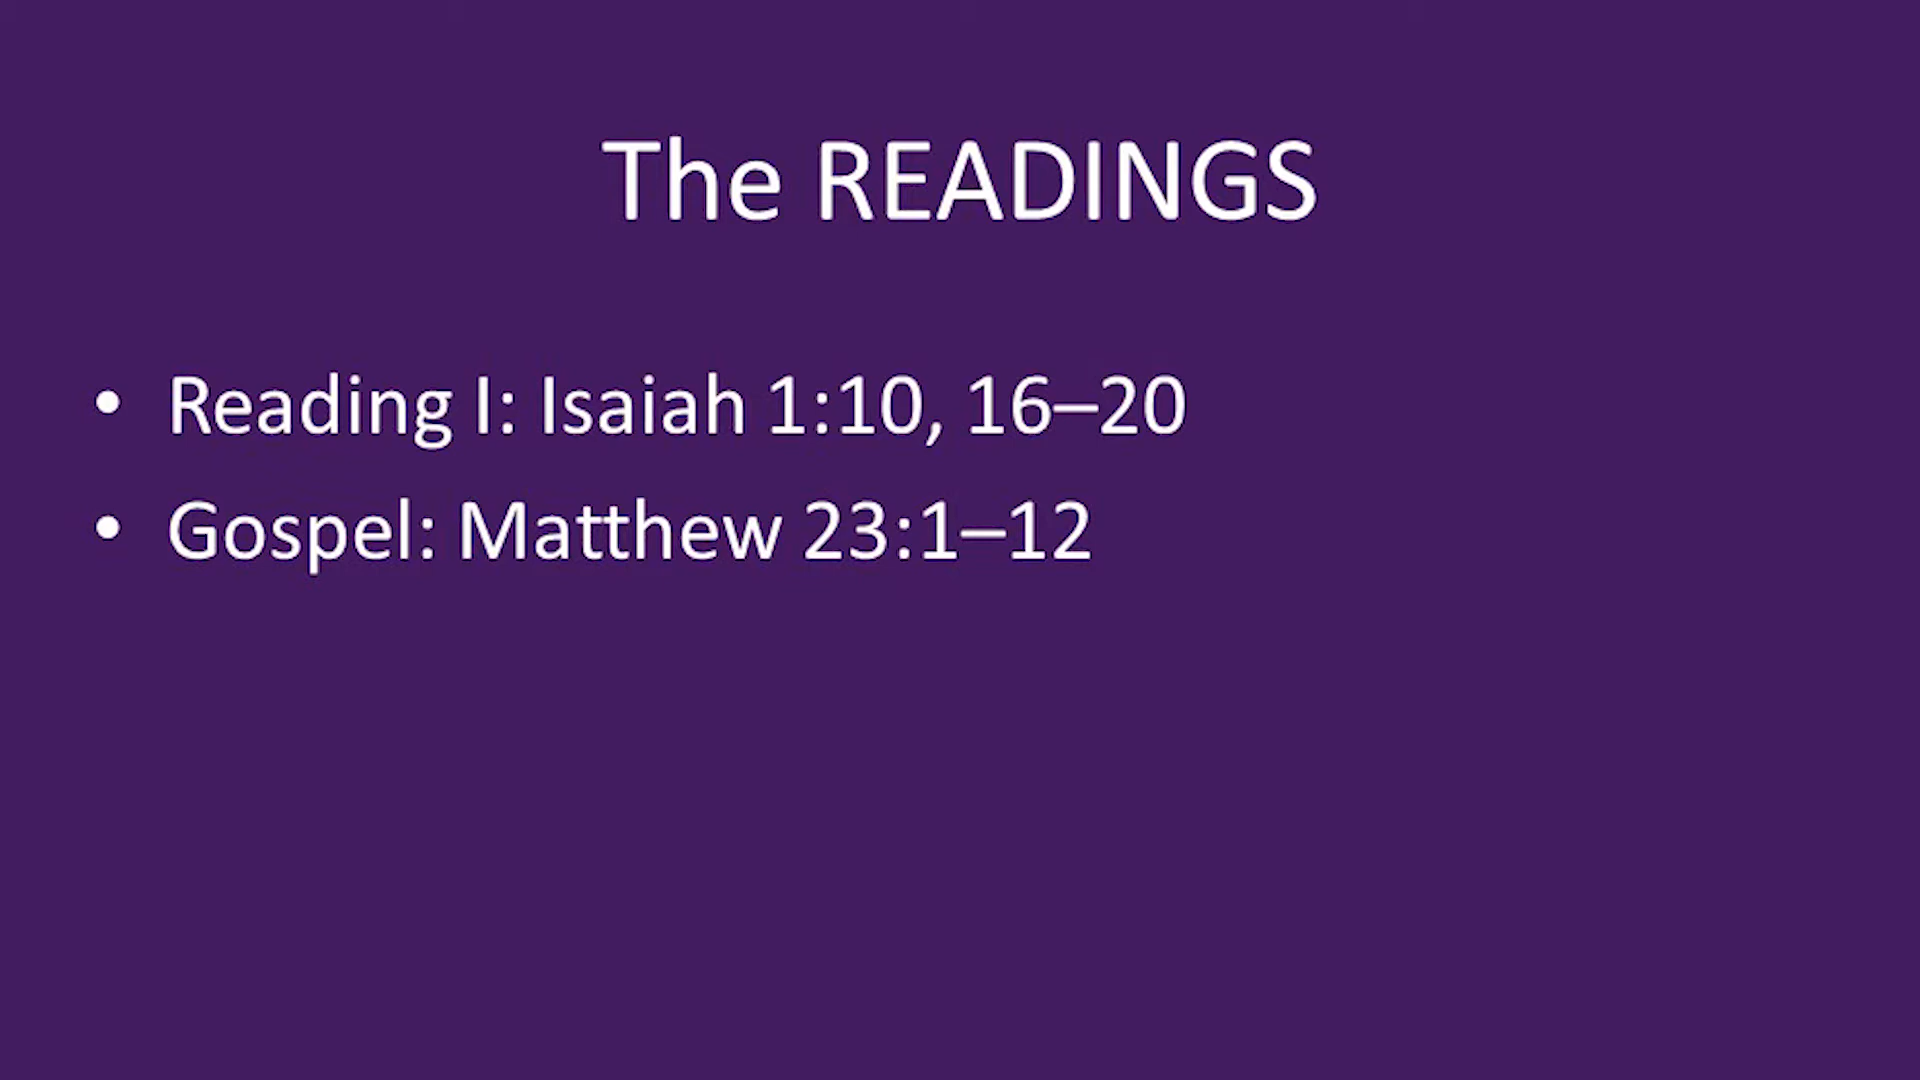 The READINGS
• Reading I: Isaiah 1:10, 16–20
• Gospel: Matthew 23:1–12